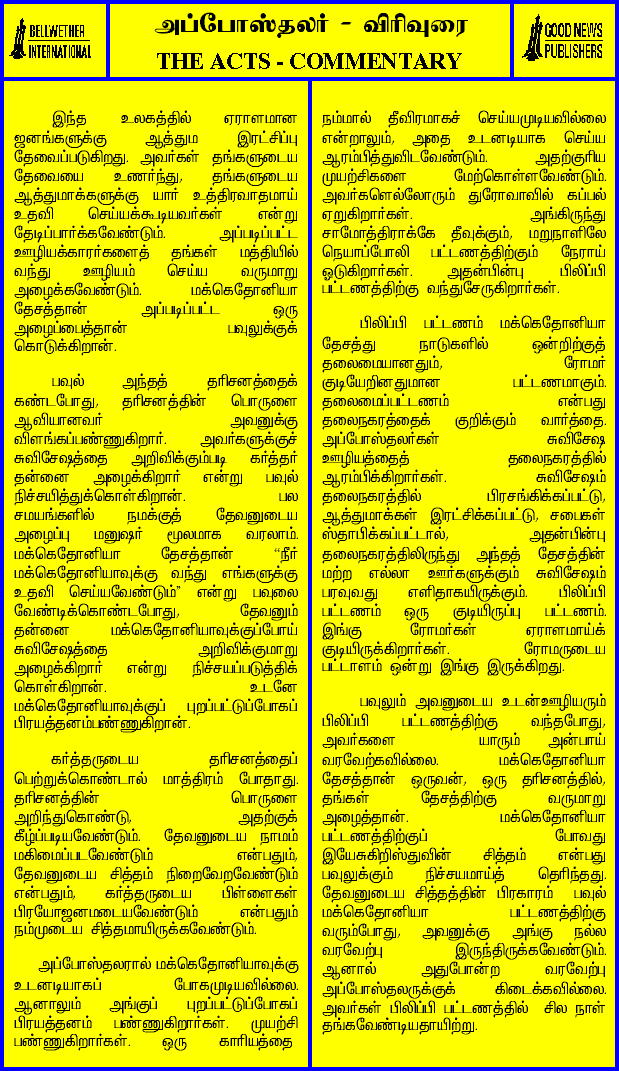 BELLWETHER
INTERNATIONAL
அப்போஸ்தலர் - விரிவுரை
THE ACTS - COMMENTARY
GOOD NEWS
PUBLISHERS
இந்த உலகத்தில் ஏராளமான
ஜனங்களுக்கு ஆத்தும இரட்சிப்பு
தேவைப்படுகிறது. அவர்கள் தங்களுடைய
தேவையை உணர்ந்து, தங்களுடைய
ஆத்துமாக்களுக்கு யார் உத்திரவாதமாய்
உதவி செய்யக்கூடியவர்கள் என்று
தேடிப்பார்க்கவேண்டும். அப்படிப்பட்ட
ஊழியக்காரர்களைத் தங்கள் மத்தியில்
வந்து ஊழியம் செய்ய வருமாறு
அழைக்கவேண்டும். மக்கெதோனியா
தேசத்தான் அப்படிப்பட்ட ஒரு
அழைப்பைத்தான் பவுலுக்குக்
கொடுக்கிறான்.
பவுல் அந்தத் தரிசனத்தைக்
கண்டபோது, தரிசனத்தின் பொருளை
ஆவியானவர் அவனுக்கு
விளங்கப்பண்ணுகிறார். அவர்களுக்குச்
சுவிசேஷத்தை அறிவிக்கும்படி கர்த்தர்
தன்னை அழைக்கிறார் என்று பவுல்
நிச்சயித்துக்கொள்கிறான். பல
சமயங்களில் நமக்குத் தேவனுடைய
அழைப்பு மனுஷர் மூலமாக வரலாம்.
மக்கெதோனியா தேசத்தான் “நீர்
மக்கெதோனியாவுக்கு வந்து எங்களுக்கு
உதவி செய்யவேண்டும்” என்று பவுலை
வேண்டிக்கொண்டபோது, தேவனும்
தன்னை மக்கெதோனியாவுக்குப்போய்
சுவிசேஷத்தை அறிவிக்குமாறு
அழைக்கிறார் என்று நிச்சயப்படுத்திக்
கொள்கிறான். உடனே
மக்கெதோனியாவுக்குப் புறப்பட்டுப்போகப்
பிரயத்தனம்பண்ணுகிறான்.
கர்த்தருடைய தரிசனத்தைப்
பெற்றுக்கொண்டால் மாத்திரம் போதாது.
தரிசனத்தின் பொருளை
அறிந்துகொண்டு, அதற்குக்
கீழ்ப்படியவேண்டும். தேவனுடைய நாமம்
மகிமைப்படவேண்டும் என்பதும்,
தேவனுடைய சித்தம் நிறைவேறவேண்டும்
என்பதும், கர்த்தருடைய பிள்ளைகள்
பிரயோஜனமடையவேண்டும் என்பதும்
நம்முடைய சித்தமாயிருக்கவேண்டும்.
அப்போஸ்தலரால் மக்கெதோனியாவுக்கு
உடனடியாகப் போகமுடியவில்லை.
ஆனாலும் அங்குப் புறப்பட்டுப்போகப்
பிரயத்தனம் பண்ணுகிறார்கள். முயற்சி
பண்ணுகிறார்கள். ஒரு காரியத்தை
நம்மால் தீவிரமாகச் செய்யமுடியவில்லை
என்றாலும், அதை உடனடியாக செய்ய
ஆரம்பித்துவிடவேண்டும். அதற்குரிய
முயற்சிகளை மேற்கொள்ளவேண்டும்.
அவர்களெல்லோரும் துரோவாவில் கப்பல்
ஏறுகிறார்கள். அங்கிருந்து
சாமோத்திராக்கே தீவுக்கும், மறுநாளிலே
நெயாப்போலி பட்டணத்திற்கும் நேராய்
ஓடுகிறார்கள். அதன்பின்பு பிலிப்பி
பட்டணத்திற்கு வந்துசேருகிறார்கள்.
பிலிப்பி பட்டணம் மக்கெதோனியா
தேசத்து நாடுகளில் ஒன்றிற்குத்
தலைமையானதும், ரோமர்
குடியேறினதுமான பட்டணமாகும்.
தலைமைப்பட்டணம் என்பது
தலைநகரத்தைக் குறிக்கும் வார்த்தை.
அப்போஸ்தலர்கள் சுவிசேஷ
ஊழியத்தைத் தலைநகரத்தில்
ஆரம்பிக்கிறார்கள். சுவிசேஷம்
தலைநகரத்தில் பிரசங்கிக்கப்பட்டு,
ஆத்துமாக்கள் இரட்சிக்கப்பட்டு, சபைகள்
ஸ்தாபிக்கப்பட்டால், அதன்பின்பு
தலைநகரத்திலிருந்து அந்தத் தேசத்தின்
மற்ற எல்லா ஊர்களுக்கும் சுவிசேஷம்
பரவுவது எளிதாகயிருக்கும். பிலிப்பி
பட்டணம் ஒரு குடியிருப்பு பட்டணம்.
இங்கு ரோமர்கள் ஏராளமாய்க்
குடியிருக்கிறார்கள். ரோமருடைய
பட்டாளம் ஒன்று இங்கு இருக்கிறது.
பவுலும் அவனுடைய உடன்ஊழியரும்
பிலிப்பி பட்டணத்திற்கு வந்தபோது,
அவர்களை யாரும் அன்பாய்
வரவேற்கவில்லை. மக்கெதோனியா
தேசத்தான் ஒருவன், ஒரு தரிசனத்தில்,
தங்கள் தேசத்திற்கு வருமாறு
அழைத்தான். மக்கெதோனியா
பட்டணத்திற்குப் போவது
இயேசுகிறிஸ்துவின் சித்தம் என்பது
பவுலுக்கும் நிச்சயமாய்த் தெரிந்தது.
தேவனுடைய சித்தத்தின் பிரகாரம் பவுல்
மக்கெதோனியா பட்டணத்திற்கு
வரும்போது, அவனுக்கு அங்கு நல்ல
வரவேற்பு இருந்திருக்கவேண்டும்.
ஆனால் அதுபோன்ற வரவேற்பு
அப்போஸ்தலருக்குக் கிடைக்கவில்லை.
அவர்கள் பிலிப்பி பட்டணத்தில் சில நாள்
தங்கவேண்டியதாயிற்று.